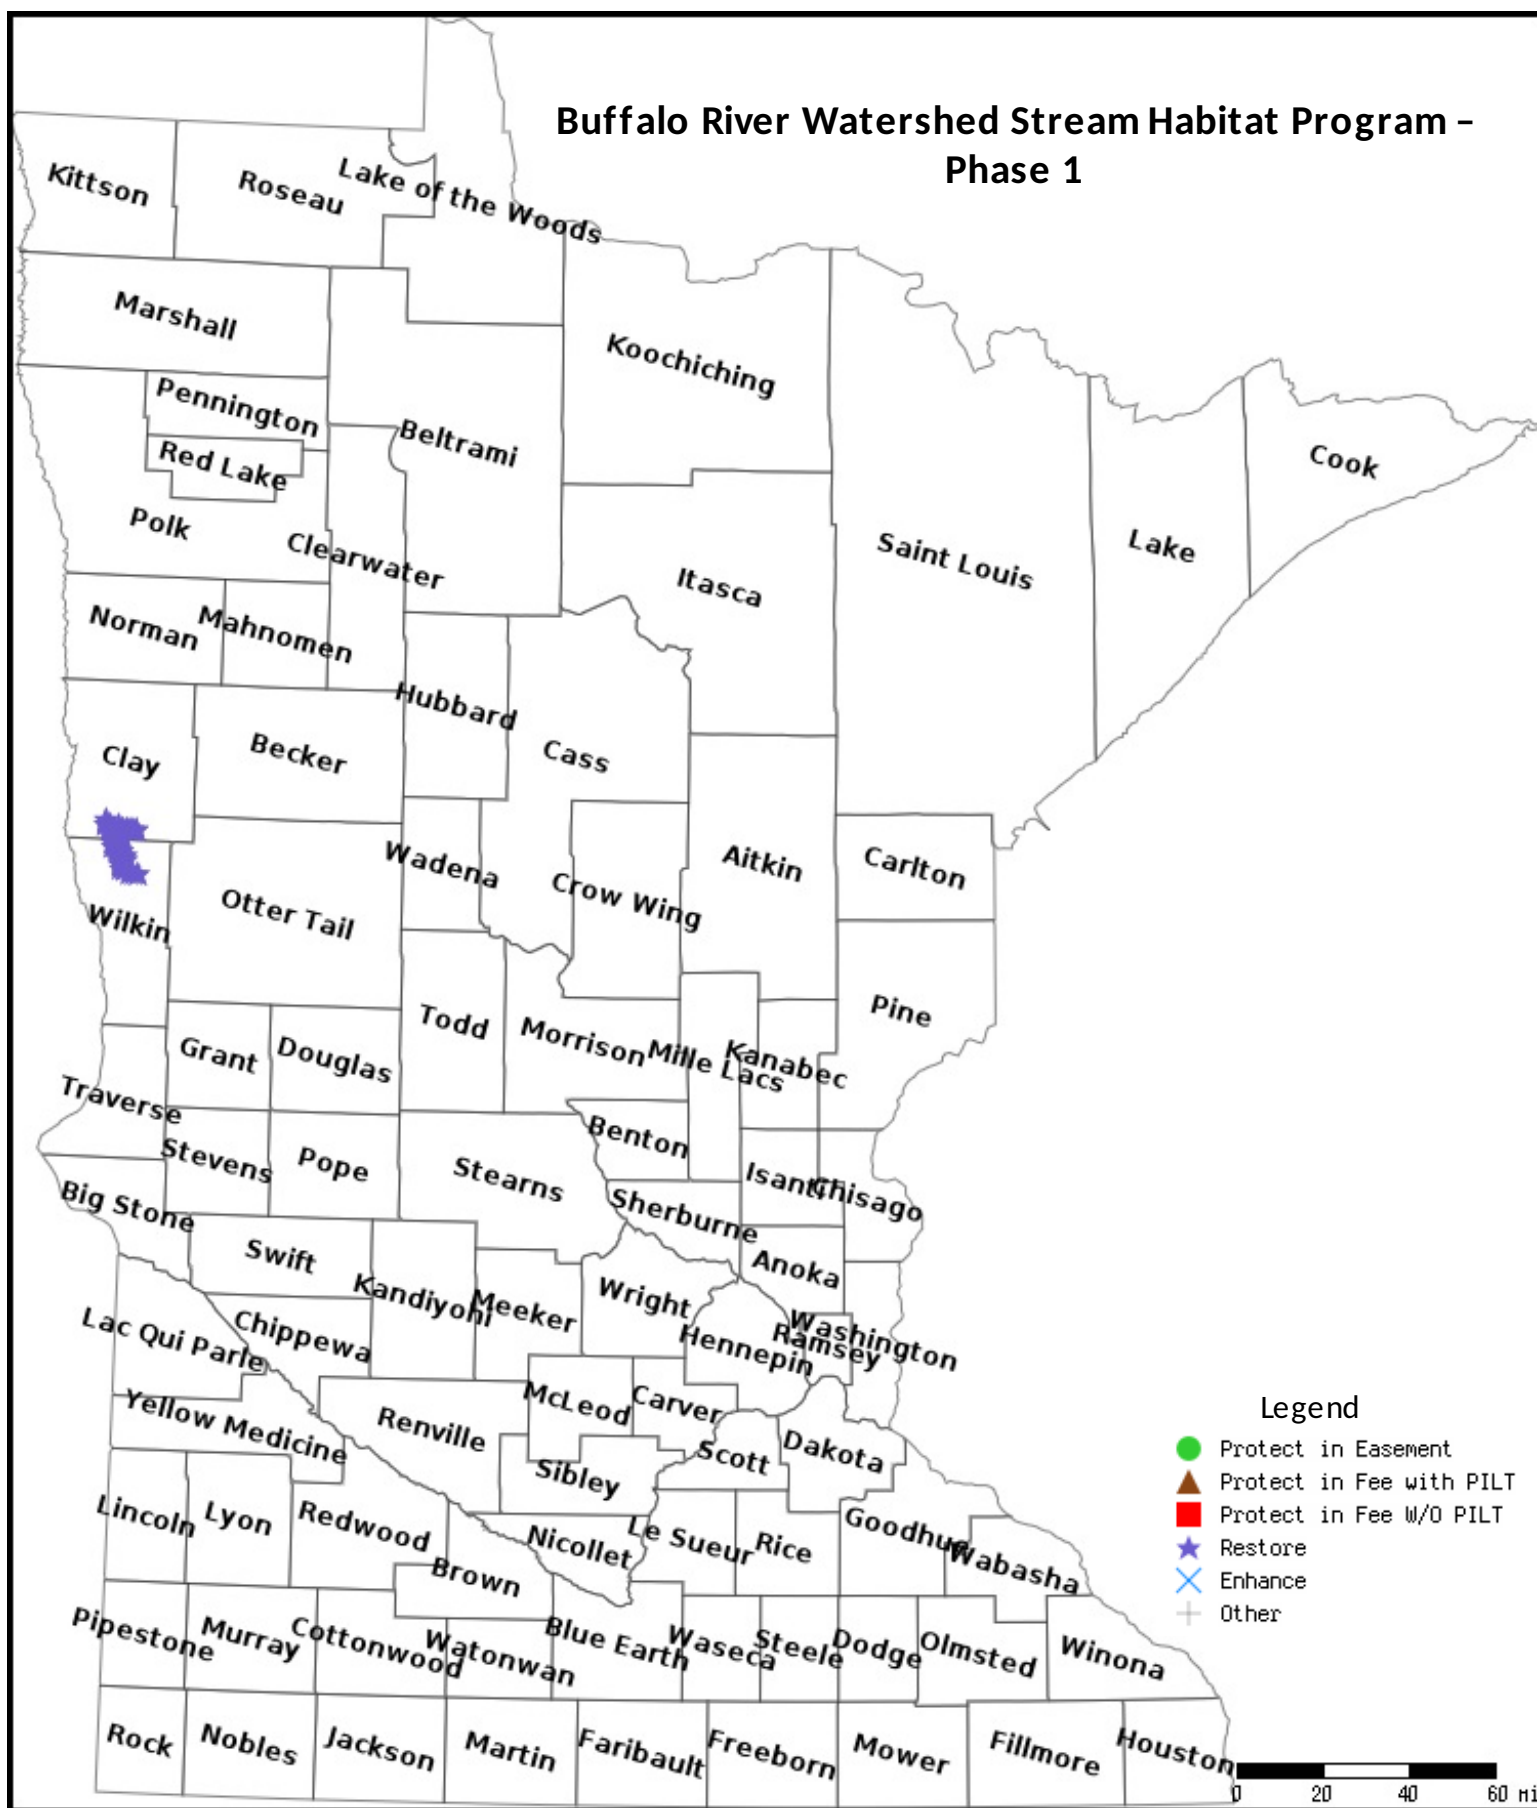 Buffalo River Watershed Stream Habitat Program –
Phase 1
Kittson
Roseau
Lake of the Woods
Marshall
Koochiching
Pennington
Beltrami
Red Lake
Cook
Polk
Clearwater
Saint Louis
Lake
Itasca
Norman
Mahnomen
Hubbard
Clay
Becker
Cass
Wadena
Aitkin
Carlton
Crow Wing
Otter Tail
Wilkin
Todd
Morrison
Mille Lacs
Kanabec
Pine
Grant
Douglas
Traverse
Stevens
Pope
Stearns
Benton
Isanti
Chisago
Big Stone
Sherburne
Swift
Anoka
Kandiyohi
Meeker
Wright
Washington
Ramsey
Hennepin
Lac Qui Parle
Chippewa
McLeod
Carver
Yellow Medicine
Renville
Scott
Dakota
Sibley
Lincoln
Lyon
Redwood
Nicollet
Le Sueur
Rice
Goodhue
Wabasha
Brown
Pipestone
Murray
Cottonwood
Watonwan
Blue Earth
Waseca
Steele
Dodge
Olmsted
Winona
Rock
Nobles
Jackson
Martin
Faribault
Freeborn
Mower
Fillmore
Houston
Legend
Protect in Easement
Protect in Fee with PILT
Protect in Fee W/O PILT
Restore
Enhance
Other
0 20 40 60 Mi